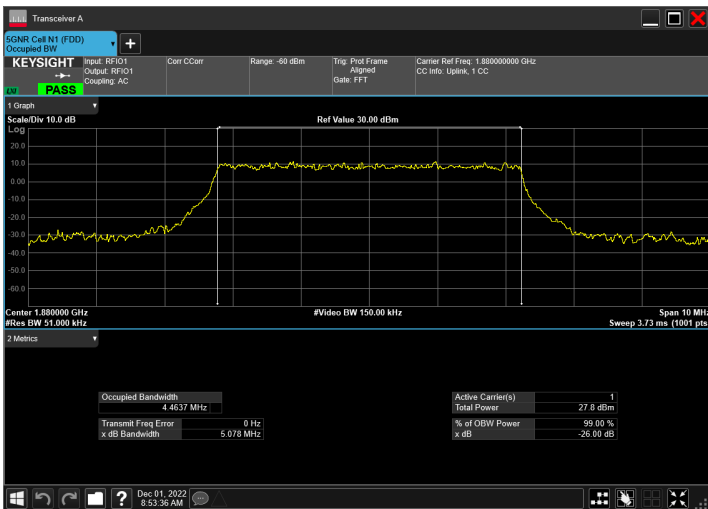 Transceiver A
5GNR Cell N1 (FDD)
Occupied BW
KEYSIGHT
LXI
PASS
Input: RFIO1
Output: RFIO1
Coupling: AC
Corr CCorr
Range: -60 dBm
Trig: Prot Frame
Aligned
Gate: FFT
Carrier Ref Freq: 1.880000000 GHz
CC Info: Uplink, 1 CC
1 Graph
Scale/Div 10.0 dB
Ref Value 30.00 dBm
Log
20.0
10.0
0.00
-10.0
-20.0
-30.0
-40.0
-50.0
-60.0
Center 1.880000 GHz
#Video BW 150.00 kHz
Span 10 MHz
#Res BW 51.000 kHz
Sweep 3.73 ms (1001 pts
2 Metrics
Occupied Bandwidth
4.4637 MHz
Transmit Freq Error 0 Hz
x dB Bandwidth 5.078 MHz
Active Carrier(s) 1
Total Power 27.8 dBm
% of OBW Power 99.00 %
x dB -26.00 dB
?
Dec 01, 2022
8:53:36 AM